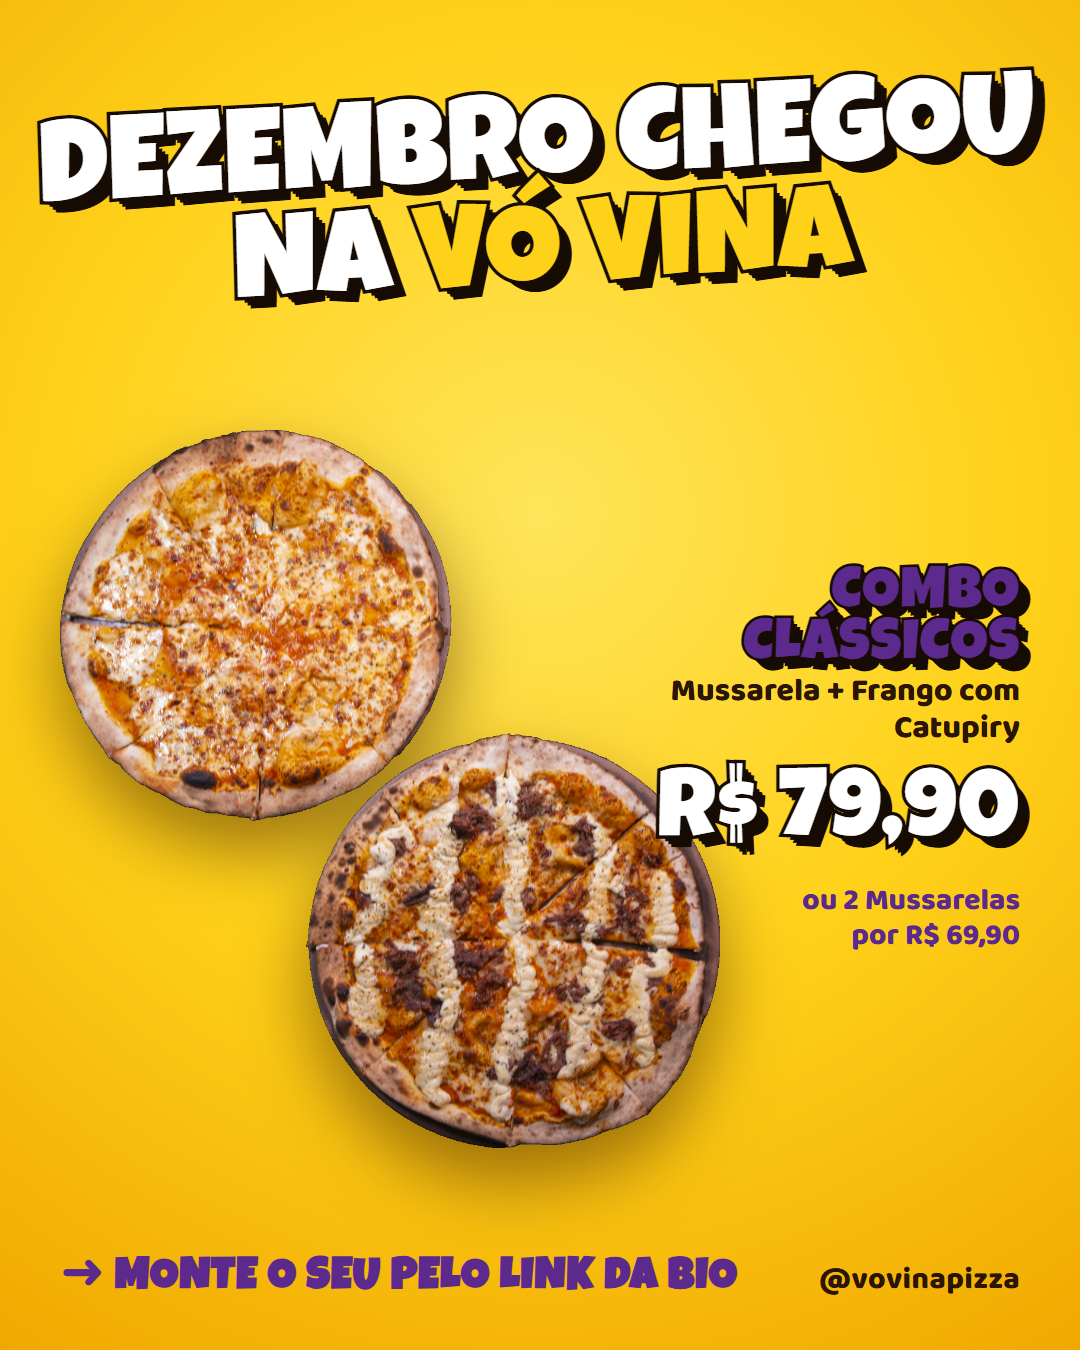 DEZEMBRO CHEGOU
NA VÓ VINA
COMBO
CLÁSSICOS
Mussarela + Frango com
Catupiry
R$ 79,90
ou 2 Mussarelas
por R$ 69,90
→ MONTE O SEU PELO LINK DA BIO
@vovinapizza